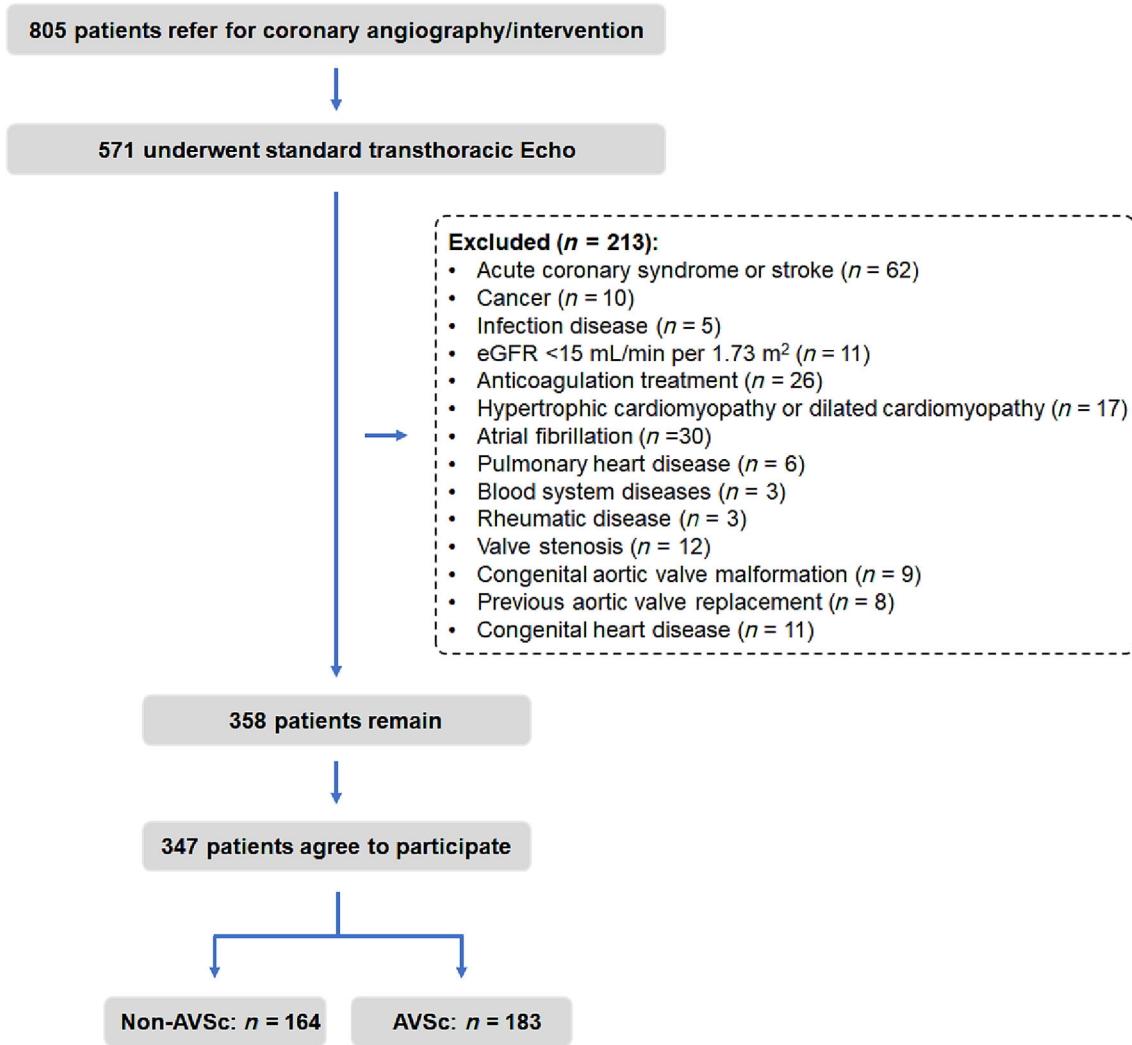 805 patients refer for coronary angiography/intervention
571 underwent standard transthoracic Echo
Excluded (n = 213):
• Acute coronary syndrome or stroke (n = 62)
• Cancer (n = 10)
• Infection disease (n = 5)
• eGFR <15 mL/min per 1.73 m² (n = 11)
• Anticoagulation treatment (n = 26)
• Hypertrophic cardiomyopathy or dilated cardiomyopathy (n = 17)
• Atrial fibrillation (n =30)
• Pulmonary heart disease (n = 6)
• Blood system diseases (n = 3)
• Rheumatic disease (n = 3)
• Valve stenosis (n = 12)
• Congenital aortic valve malformation (n = 9)
• Previous aortic valve replacement (n = 8)
• Congenital heart disease (n = 11)
358 patients remain
347 patients agree to participate
Non-AVSc: n = 164
AVSc: n = 183